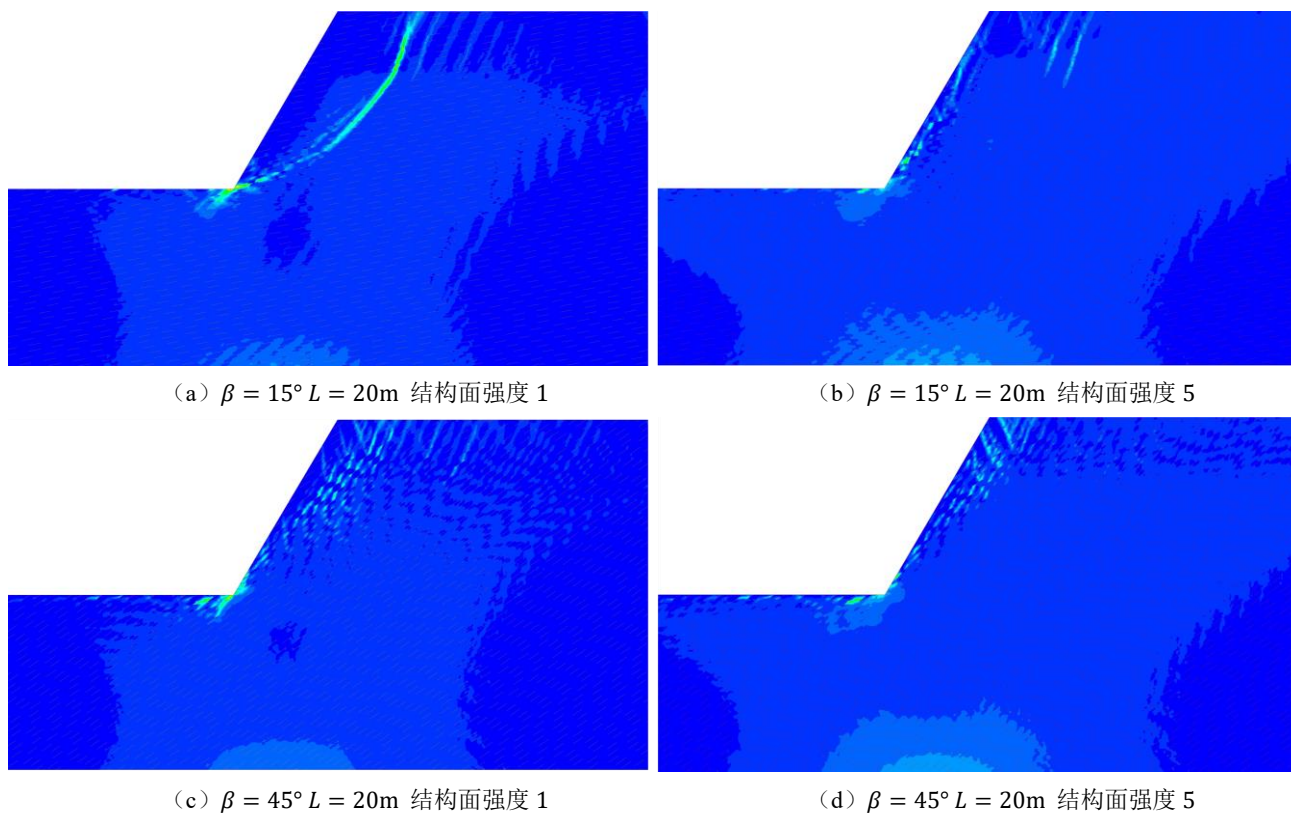 （a）𝛽 = 15° 𝐿 = 20m 结构面强度 1
（b）𝛽 = 15° 𝐿 = 20m 结构面强度 5
（c）𝛽 = 45° 𝐿 = 20m 结构面强度 1
（d）𝛽 = 45° 𝐿 = 20m 结构面强度 5